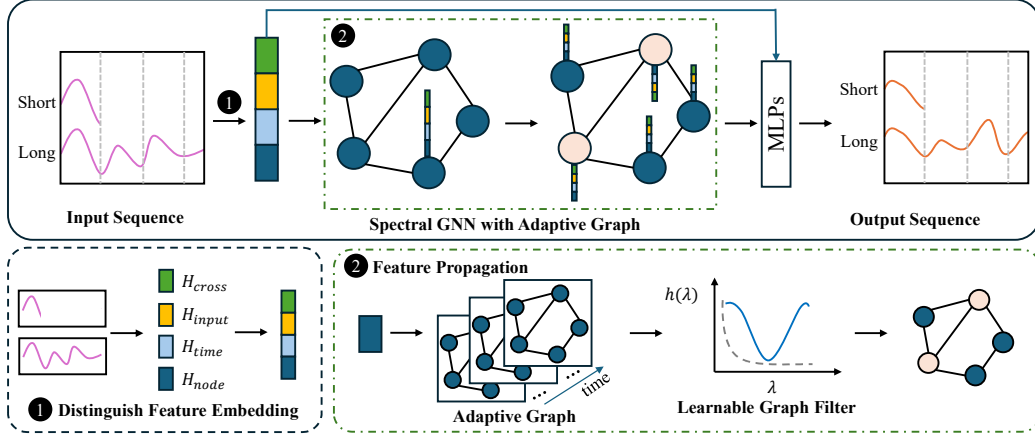 2
Short
1
Long
MLPs
Short
Long
Input Sequence
Spectral GNN with Adaptive Graph
Output Sequence
H_cross
H_input
H_time
H_node
1 Distinguish Feature Embedding
2 Feature Propagation
... ...
time
Adaptive Graph
h(λ)
λ
Learnable Graph Filter